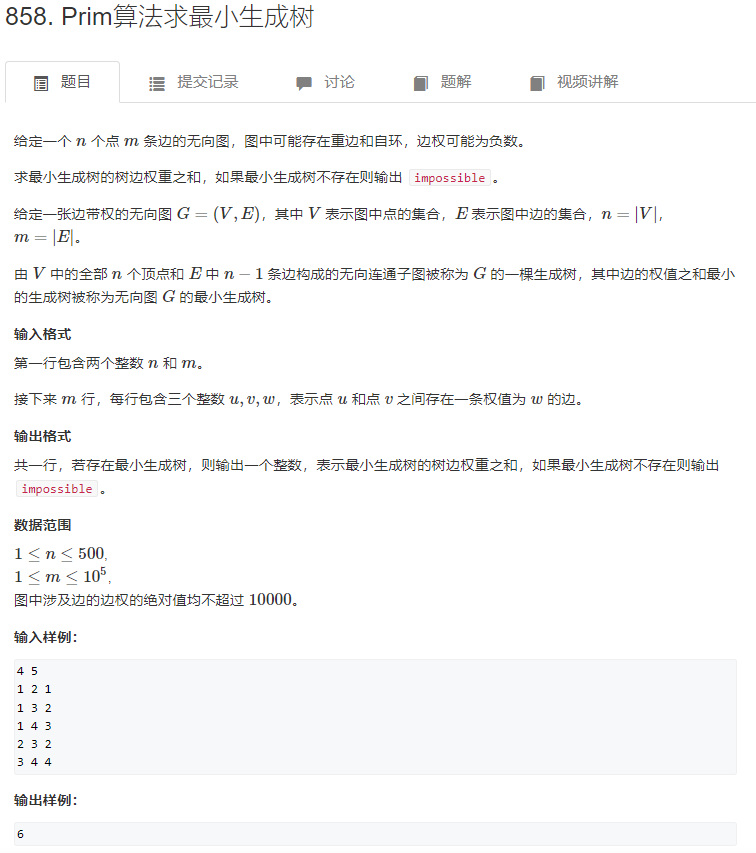 858. Prim算法求最小生成树
题目 提交记录 讨论 题解 视频讲解
给定一个 n 个点 m 条边的无向图，图中可能存在重边和自环，边权可能为负数。
求最小生成树的树边权重之和，如果最小生成树不存在则输出 impossible 。
给定一张边带权的无向图 G = (V, E)，其中 V 表示图中点的集合，E 表示图中边的集合，n = |V|，
m = |E|。
由 V 中的全部 n 个顶点和 E 中 n − 1 条边构成的无向连通子图被称为 G 的一棵生成树，其中边的权值之和最小
的生成树被称为无向图 G 的最小生成树。
输入格式
第一行包含两个整数 n 和 m。
接下来 m 行，每行包含三个整数 u, v, w，表示点 u 和点 v 之间存在一条权值为 w 的边。
输出格式
共一行，若存在最小生成树，则输出一个整数，表示最小生成树的树边权重之和，如果最小生成树不存在则输出
impossible 。
数据范围
1 ≤ n ≤ 500,
1 ≤ m ≤ 10⁵,
图中涉及边的边权的绝对值均不超过 10000。
输入样例：
4 5
1 2 1
1 3 2
1 4 3
2 3 2
3 4 4
输出样例：
6